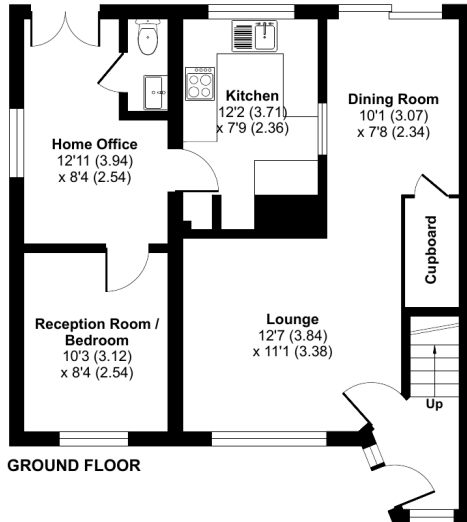 Kitchen
12'2 (3.71)
x 7'9 (2.36)
Dining Room
10'1 (3.07)
x 7'8 (2.34)
Home Office
12'11 (3.94)
x 8'4 (2.54)
Cupboard
Reception Room /
Bedroom
10'3 (3.12)
x 8'4 (2.54)
Lounge
12'7 (3.84)
x 11'1 (3.38)
Up
GROUND FLOOR